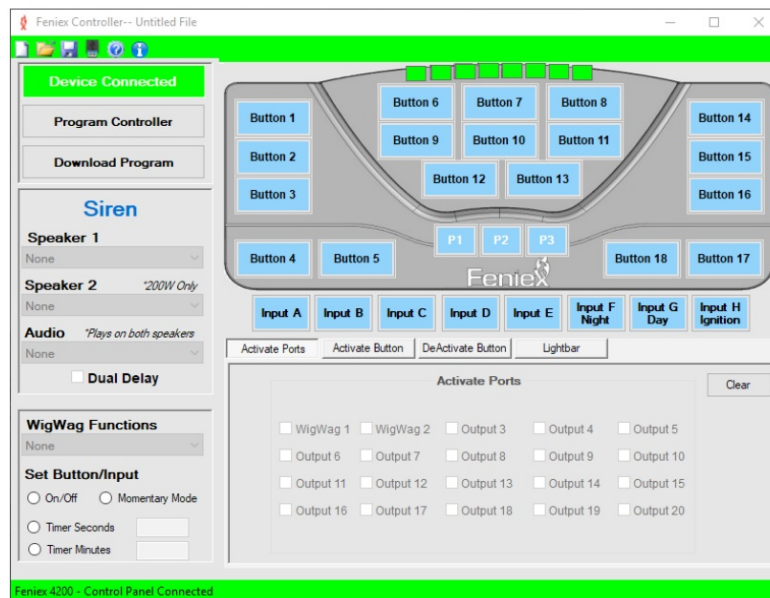 Feniex Controller-- Untitled File
Device Connected
Program Controller
Download Program
Siren
Speaker 1
None
Speaker 2 *200W Only
None
Audio *Plays on both speakers
None
Dual Delay
WigWag Functions
None
Set Button/Input
On/Off Momentary Mode
Timer Seconds
Timer Minutes
Button 6 Button 7 Button 8
Button 1 Button 14
Button 9 Button 10 Button 11
Button 2 Button 15
Button 12 Button 13
Button 3 Button 16
P1 P2 P3
Button 4 Button 5 Button 18 Button 17
Feniex
Input A Input B Input C Input D Input E Input F Night Input G Day Input H Ignition
Activate Ports Activate Button DeActivate Button Lightbar
Activate Ports
Clear
WigWag 1 WigWag 2 Output 3 Output 4 Output 5
Output 6 Output 7 Output 8 Output 9 Output 10
Output 11 Output 12 Output 13 Output 14 Output 15
Output 16 Output 17 Output 18 Output 19 Output 20
Feniex 4200 - Control Panel Connected